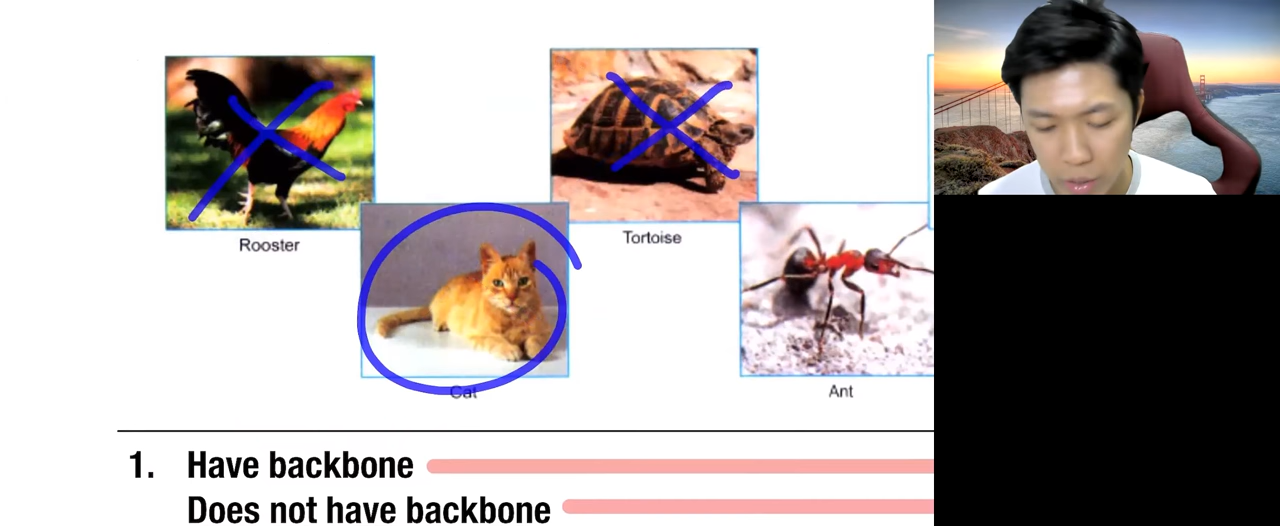 Rooster
Tortoise
Cat
Ant
1. Have backbone
Does not have backbone